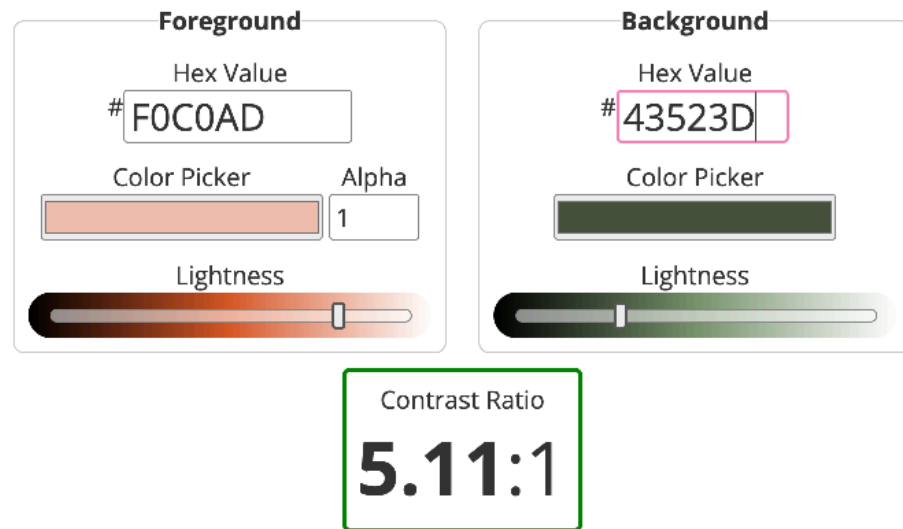 Foreground
Hex Value
#F0C0AD
Color Picker
Alpha
1
Lightness
Background
Hex Value
#43523D
Color Picker
Lightness
Contrast Ratio
5.11:1